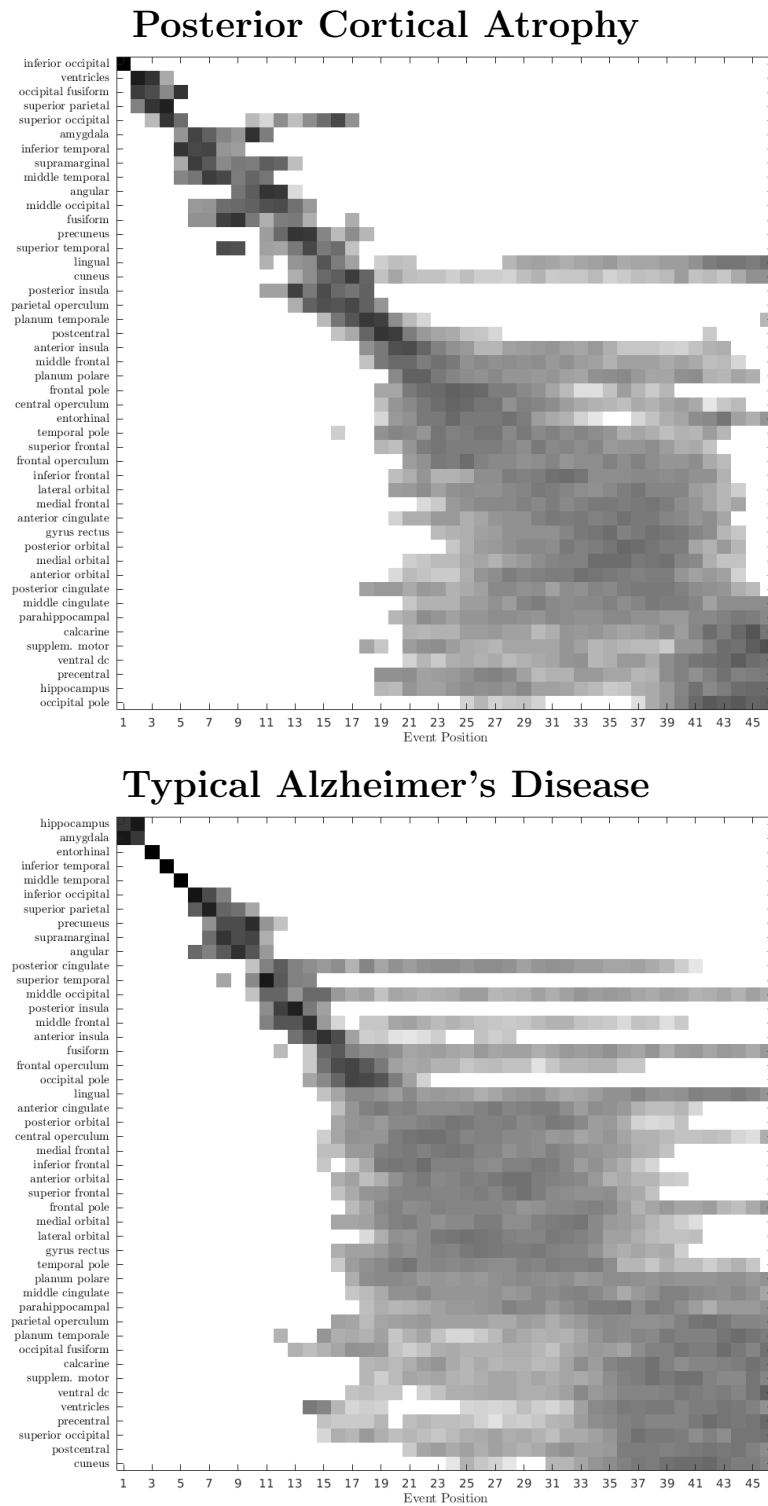 Posterior Cortical Atrophy
inferior occipital
ventricles
occipital fusiform
superior parietal
superior occipital
amygdala
inferior temporal
supramarginal
middle temporal
angular
middle occipital
fusiform
precuneus
superior temporal
lingual
cuneus
posterior insula
parietal operculum
planum temporale
postcentral
anterior insula
middle frontal
planum polare
frontal pole
central operculum
entorhinal
temporal pole
superior frontal
frontal operculum
inferior frontal
lateral orbital
medial frontal
anterior cingulate
gyrus rectus
posterior orbital
medial orbital
anterior orbital
posterior cingulate
middle cingulate
parahippocampal
calcarine
supplem. motor
ventral dc
precentral
hippocampus
occipital pole
1 3 5 7 9 11 13 15 17 19 21 23 25 27 29 31 33 35 37 39 41 43 45
Event Position
Typical Alzheimer's Disease
hippocampus
amygdala
entorhinal
inferior temporal
middle temporal
inferior occipital
superior parietal
precuneus
supramarginal
angular
posterior cingulate
superior temporal
middle occipital
posterior insula
middle frontal
anterior insula
fusiform
frontal operculum
occipital pole
lingual
anterior cingulate
posterior orbital
central operculum
medial frontal
inferior frontal
anterior orbital
superior frontal
frontal pole
medial orbital
lateral orbital
gyrus rectus
temporal pole
planum polare
middle cingulate
parahippocampal
parietal operculum
planum temporale
occipital fusiform
calcarine
supplem. motor
ventral dc
ventricles
precentral
superior occipital
postcentral
cuneus
1 3 5 7 9 11 13 15 17 19 21 23 25 27 29 31 33 35 37 39 41 43 45
Event Position